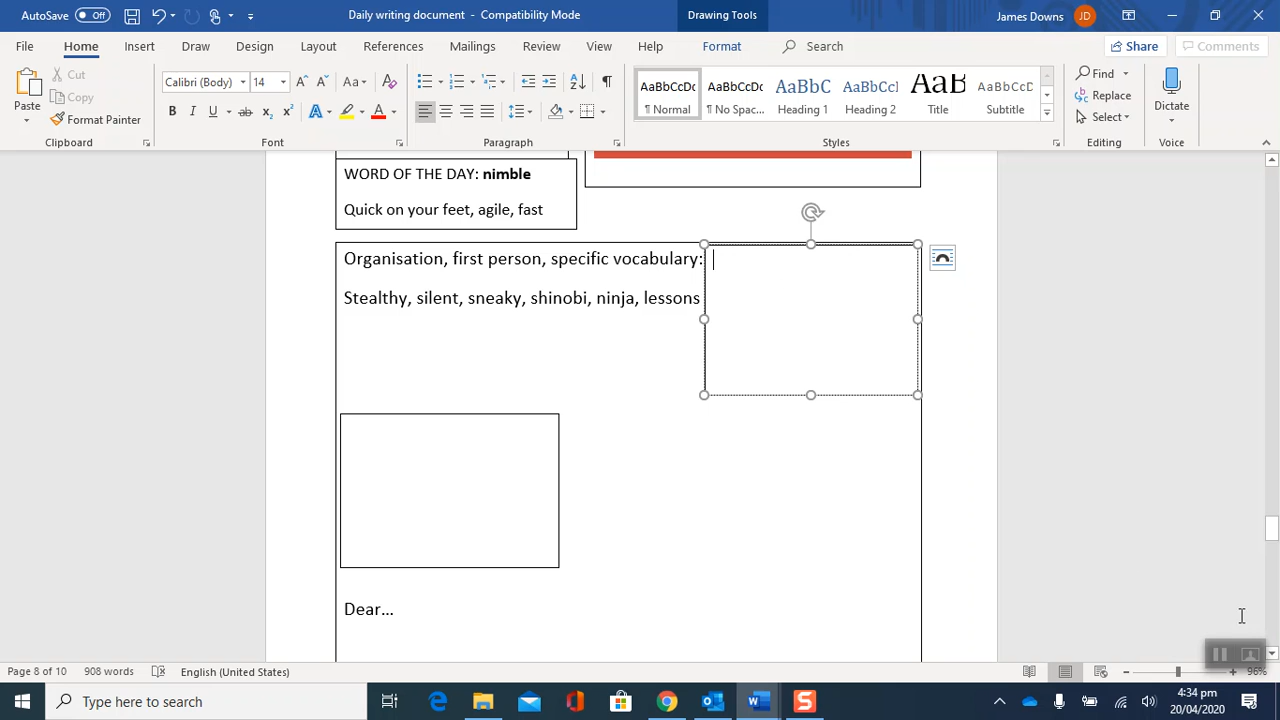 AutoSave Off
Daily writing document - Compatibility Mode
Drawing Tools
James Downs JD
File Home Insert Draw Design Layout References Mailings Review View Help Format Search Share Comments
Paste
Cut
Copy
Format Painter
Clipboard
Calibri (Body) 14
Font
Paragraph
AaBbCcDc AaBbCcDc AaBbC AaBbCcI AaB AaBbCcD
¶ Normal ¶ No Spac... Heading 1 Heading 2 Title Subtitle
Styles
Find
Replace
Select
Editing
Dictate
Voice
WORD OF THE DAY: nimble
Quick on your feet, agile, fast
Organisation, first person, specific vocabulary:
Stealthy, silent, sneaky, shinobi, ninja, lessons
Dear...
Page 8 of 10 908 words English (United States) 96%
Type here to search
4:34 pm
20/04/2020